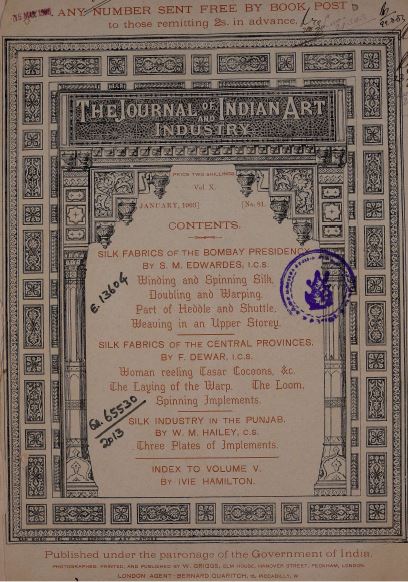 ANY NUMBER SENT FREE BY BOOK POST
to those remitting 2s. in advance.
THE JOURNAL OF INDIAN ART
AND
INDUSTRY
PRICE TWO SHILLINGS
Vol X.
JANUARY, 1903]
[No. 81.
CONTENTS.
SILK FABRICS OF THE BOMBAY PRESIDENCY
BY S. M. EDWARDES, I.C.S.
Winding and Spinning Silk,
Doubling and Warping.
Part of Heddle and Shuttle.
Weaving in an Upper Storey.
SILK FABRICS OF THE CENTRAL PROVINCES.
BY F. DEWAR, I.C.S.
Woman reeling Tasar Cocoons, &c.
The Laying of the Warp. The Loom.
Spinning Implements.
SILK INDUSTRY IN THE PUNJAB.
BY W. M. HAILEY, C.S.
Three Plates of Implements.
INDEX TO VOLUME V.
BY IVIE HAMILTON.
E.13604
65530
2013
Published under the patronage of the Government of India.
PHOTOGRAPHED, PRINTED, AND PUBLISHED BY W. GRIGGS, ELM HOUSE, HANOVER STREET, PECKHAM, LONDON.
LONDON AGENT-BERNARD QUARITCH, 15, PICCADILLY, W